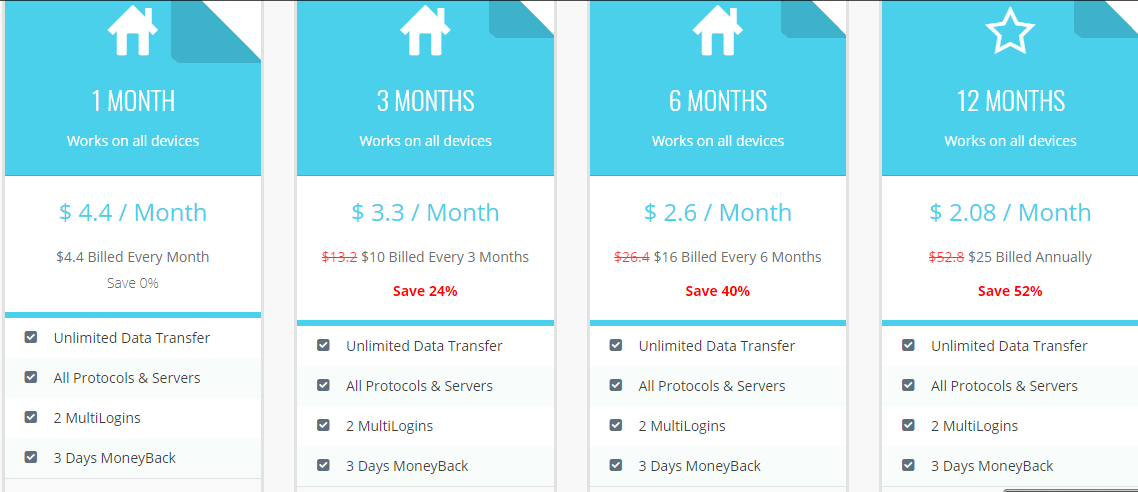 1 MONTH
Works on all devices
$ 4.4 / Month
$4.4 Billed Every Month
Save 0%
Unlimited Data Transfer
All Protocols & Servers
2 MultiLogins
3 Days MoneyBack
3 MONTHS
Works on all devices
$ 3.3 / Month
$13.2 $10 Billed Every 3 Months
Save 24%
Unlimited Data Transfer
All Protocols & Servers
2 MultiLogins
3 Days MoneyBack
6 MONTHS
Works on all devices
$ 2.6 / Month
$26.4 $16 Billed Every 6 Months
Save 40%
Unlimited Data Transfer
All Protocols & Servers
2 MultiLogins
3 Days MoneyBack
12 MONTHS
Works on all devices
$ 2.08 / Month
$52.8 $25 Billed Annually
Save 52%
Unlimited Data Transfer
All Protocols & Servers
2 MultiLogins
3 Days MoneyBack